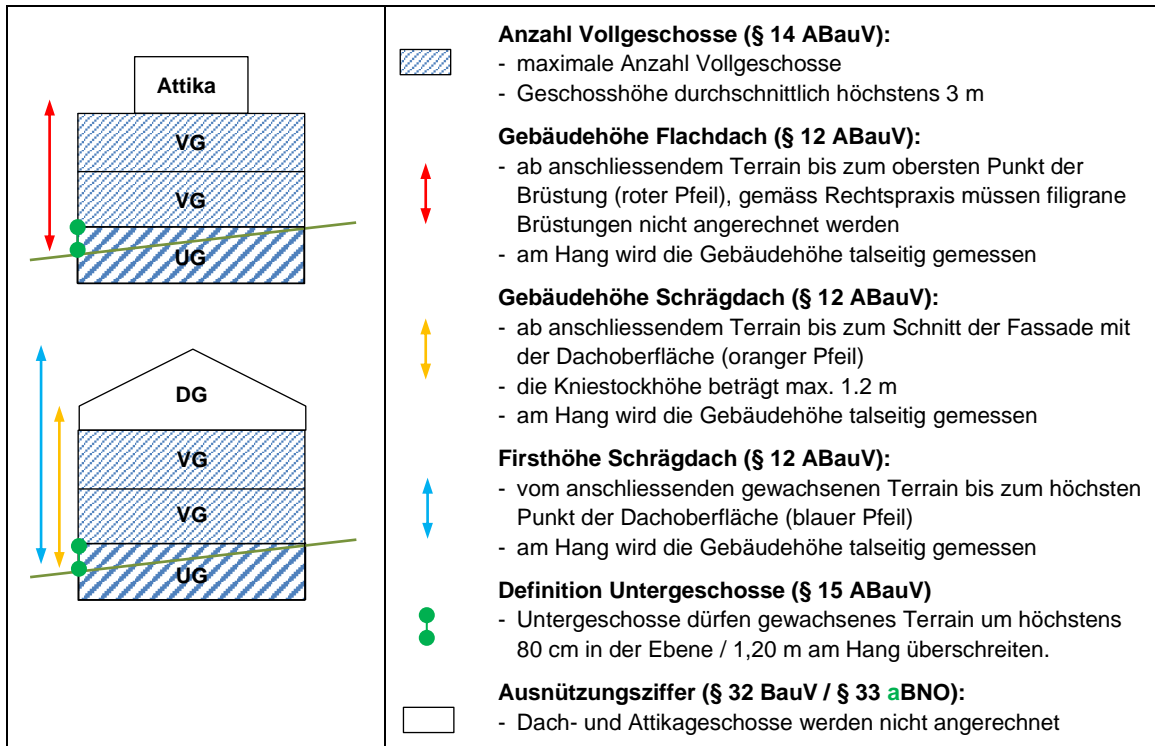 Attika
VG
VG
UG
DG
VG
VG
UG
Anzahl Vollgeschosse (§ 14 ABauV):
- maximale Anzahl Vollgeschosse
- Geschosshöhe durchschnittlich höchstens 3 m
Gebäudehöhe Flachdach (§ 12 ABauV):
- ab anschliessendem Terrain bis zum obersten Punkt der
Brüstung (roter Pfeil), gemäss Rechtspraxis müssen filigrane
Brüstungen nicht angerechnet werden
- am Hang wird die Gebäudehöhe talseitig gemessen
Gebäudehöhe Schrägdach (§ 12 ABauV):
- ab anschliessendem Terrain bis zum Schnitt der Fassade mit
der Dachoberfläche (oranger Pfeil)
- die Kniestockhöhe beträgt max. 1.2 m
- am Hang wird die Gebäudehöhe talseitig gemessen
Firsthöhe Schrägdach (§ 12 ABauV):
- vom anschliessenden gewachsenen Terrain bis zum höchsten
Punkt der Dachoberfläche (blauer Pfeil)
- am Hang wird die Gebäudehöhe talseitig gemessen
Definition Untergeschosse (§ 15 ABauV)
- Untergeschosse dürfen gewachsenes Terrain um höchstens
80 cm in der Ebene / 1,20 m am Hang überschreiten.
Ausnützungsziffer (§ 32 BauV / § 33 aBNO):
- Dach- und Attikageschosse werden nicht angerechnet